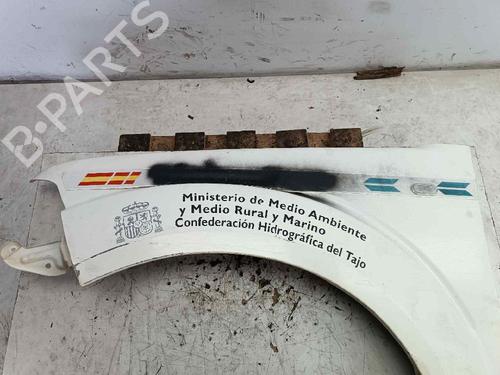 B-PARTS
Ministerio de Medio Ambiente
y Medio Rural y Marino
Confederación Hidrográfica del Tajo